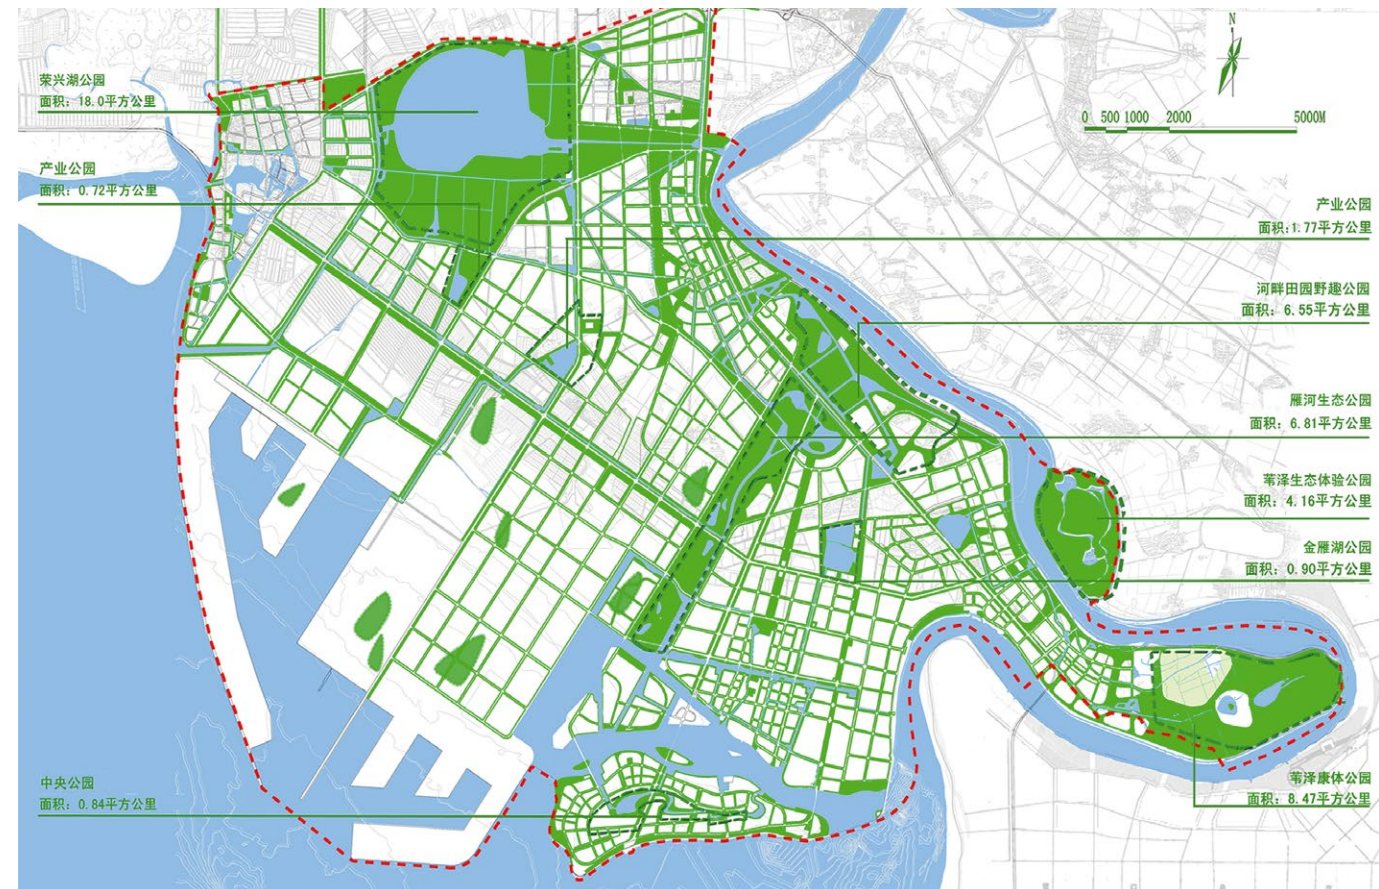 N
0 500 1000 2000 5000M
荣兴湖公园
面积：18.0平方公里
产业公园
面积：0.72平方公里
产业公园
面积:1.77平方公里
河畔田园野趣公园
面积：6.55平方公里
雁河生态公园
面积：6.81平方公里
苇泽生态体验公园
面积：4.16平方公里
金雁湖公园
面积：0.90平方公里
中央公园
面积：0.84平方公里
苇泽康体公园
面积：8.47平方公里